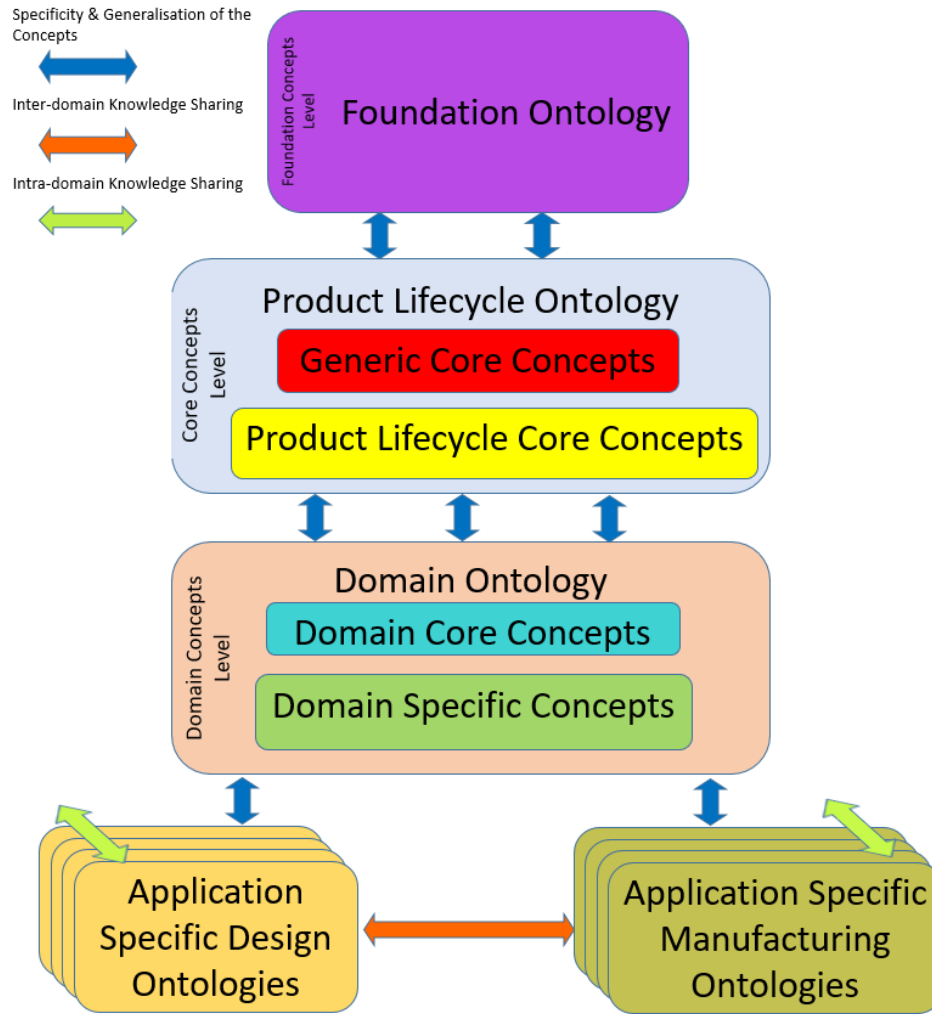 Specificity & Generalisation of the
Concepts
Inter-domain Knowledge Sharing
Intra-domain Knowledge Sharing
Foundation Concepts
Level
Foundation Ontology
Core Concepts
Level
Product Lifecycle Ontology
Generic Core Concepts
Product Lifecycle Core Concepts
Domain Concepts
Level
Domain Ontology
Domain Core Concepts
Domain Specific Concepts
Application
Specific Design
Ontologies
Application Specific
Manufacturing
Ontologies